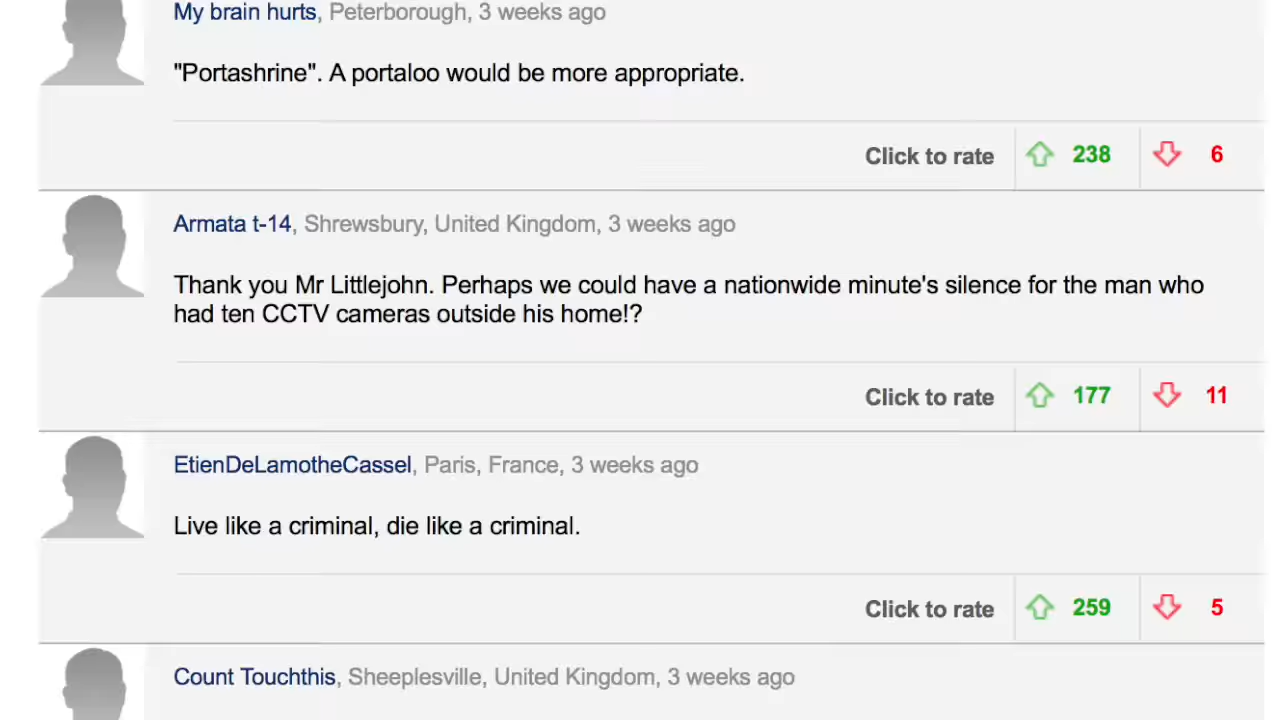 My brain hurts, Peterborough, 3 weeks ago
"Portashrine". A portaloo would be more appropriate.
Click to rate 238 6
Armata t-14, Shrewsbury, United Kingdom, 3 weeks ago
Thank you Mr Littlejohn. Perhaps we could have a nationwide minute's silence for the man who
had ten CCTV cameras outside his home!?
Click to rate 177 11
EtienDeLamotheCassel, Paris, France, 3 weeks ago
Live like a criminal, die like a criminal.
Click to rate 259 5
Count Touchthis, Sheeplesville, United Kingdom, 3 weeks ago